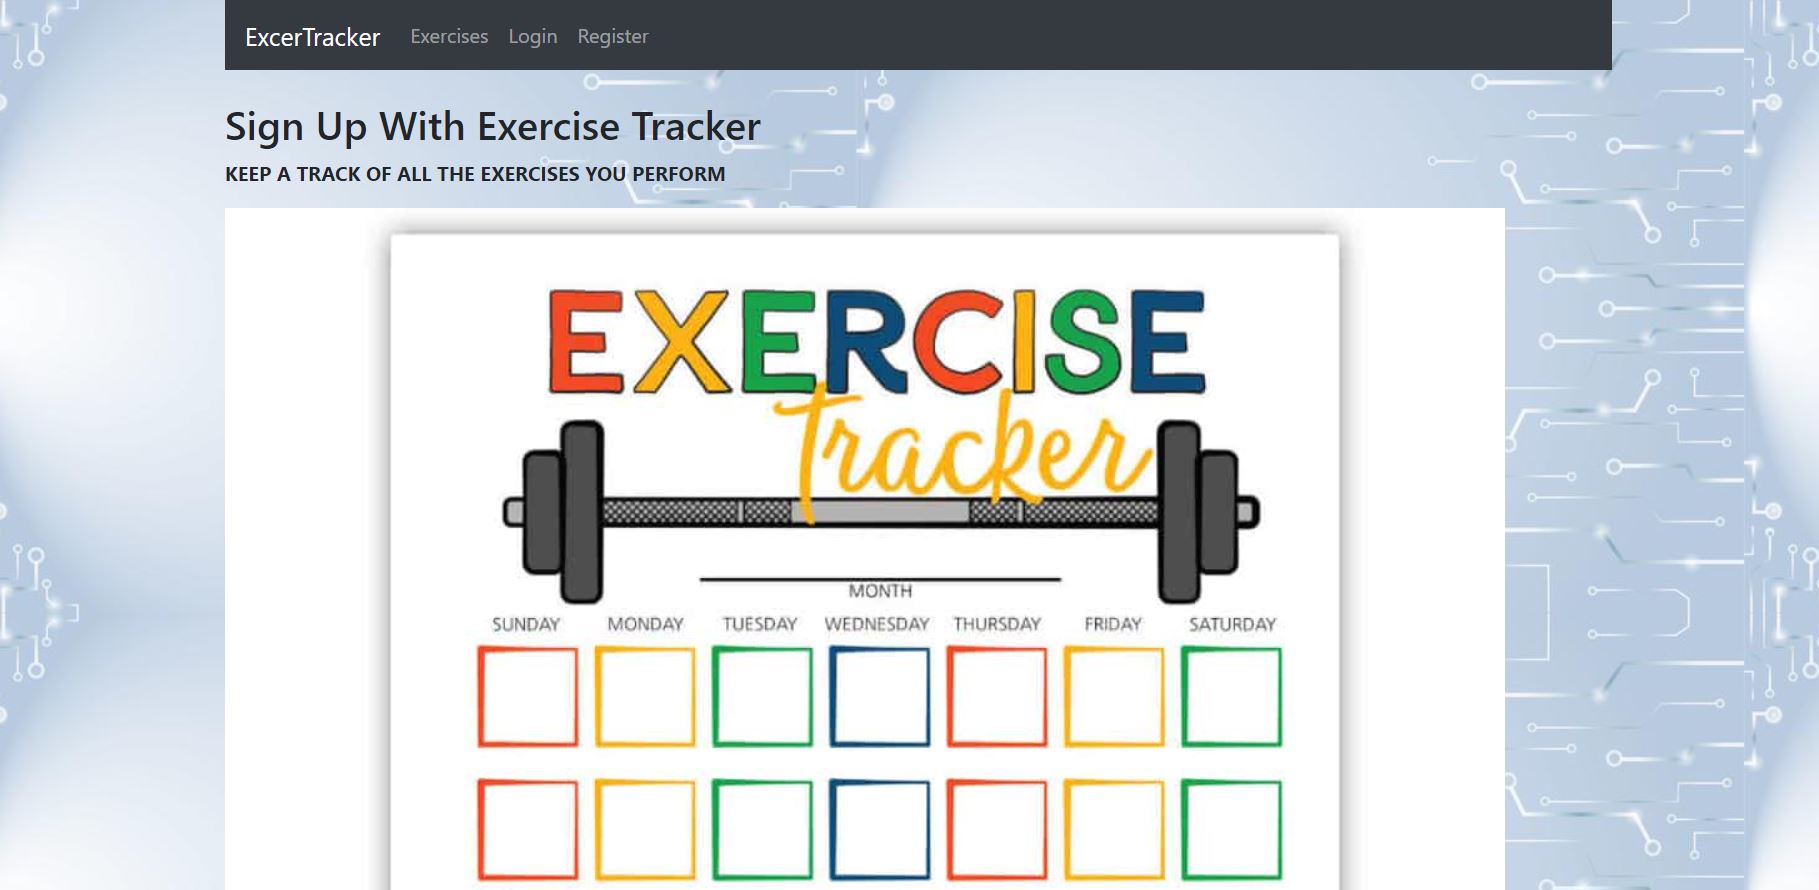 ExcerTracker Exercises Login Register
Sign Up With Exercise Tracker
KEEP A TRACK OF ALL THE EXERCISES YOU PERFORM
EXERCISE
Tracker
MONTH
SUNDAY MONDAY TUESDAY WEDNESDAY THURSDAY FRIDAY SATURDAY